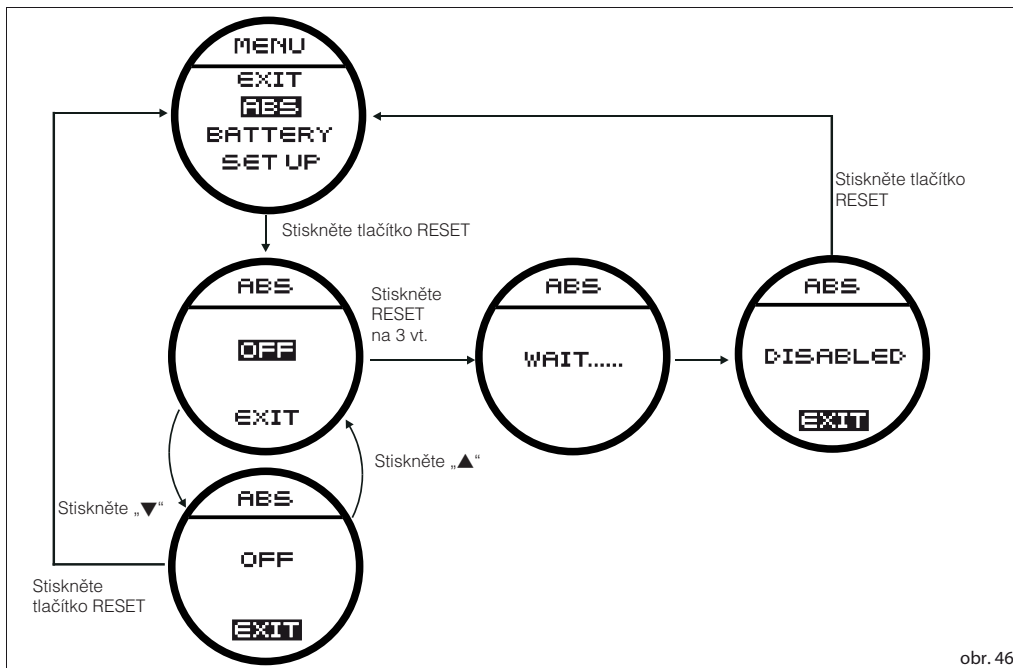 MENU
EXIT
ABS
BATTERY
SET UP
Stiskněte tlačítko
RESET
Stiskněte tlačítko RESET
ABS
OFF
EXIT
Stiskněte
RESET
na 3 vt.
ABS
WAIT......
ABS
DISABLED
EXIT
Stiskněte „▲“
Stiskněte „▼“
ABS
OFF
EXIT
Stiskněte
tlačítko RESET
obr. 46